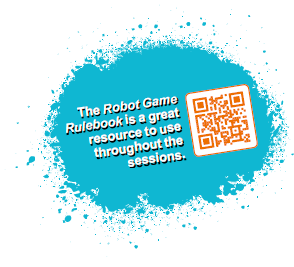 The Robot Game
Rulebook is a great
resource to use
throughout the
sessions.